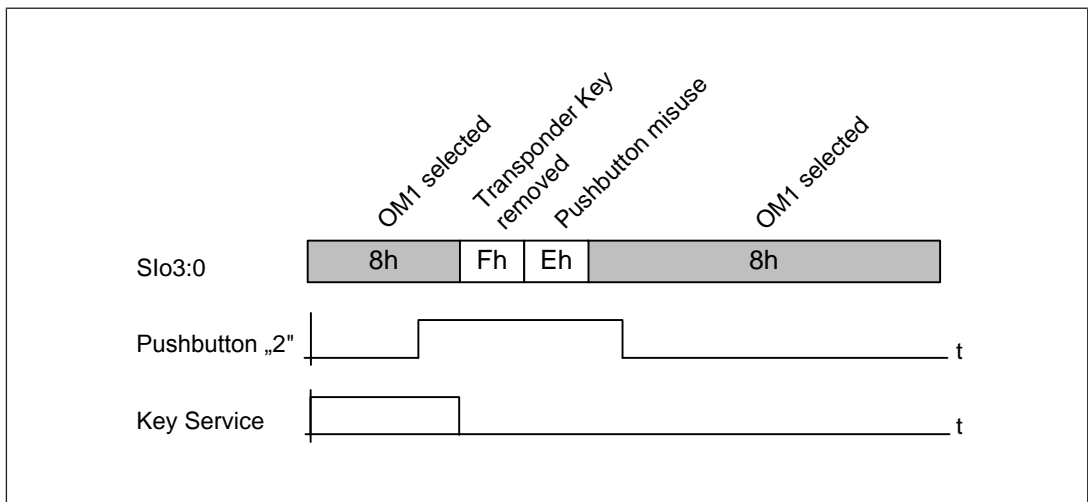 OM1 selected
Transponder Key
removed
Pushbutton misuse
OM1 selected
SIo3:0
8h
Fh
Eh
8h
Pushbutton „2"
t
Key Service
t